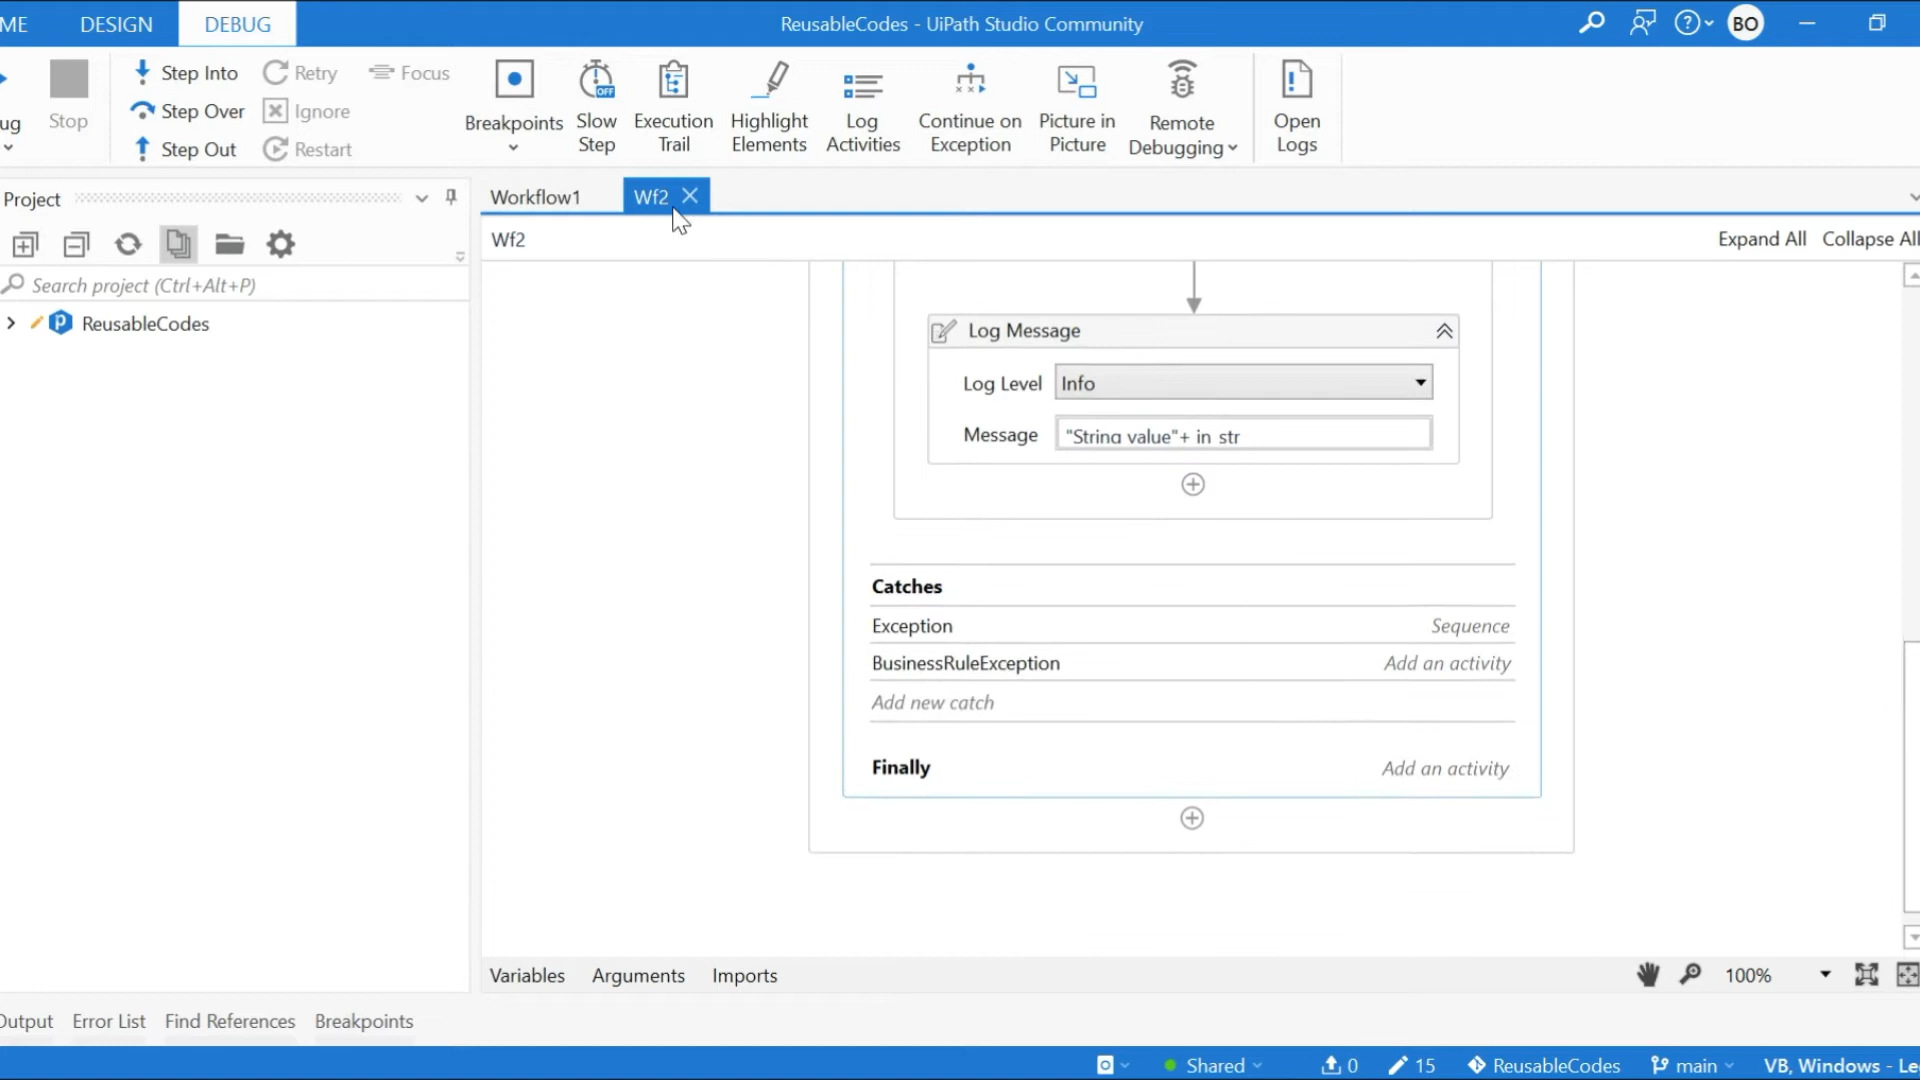 ME DESIGN DEBUG ReusableCodes - UiPath Studio Community BO
Step Into Retry Focus
Step Over Ignore
Step Out Restart
ug Stop
Breakpoints
Slow Step
Execution Trail
Highlight Elements
Log Activities
Continue on Exception
Picture in Picture
Remote Debugging
Open Logs
OFF
Project
Workflow1 Wf2
Wf2 Expand All Collapse All
Search project (Ctrl+Alt+P)
ReusableCodes
Log Message
Log Level Info
Message "String value"+ in_str
Catches
Exception Sequence
BusinessRuleException Add an activity
Add new catch
Finally Add an activity
Variables Arguments Imports 100%
Output Error List Find References Breakpoints
Shared 0 15 ReusableCodes main VB, Windows - Le